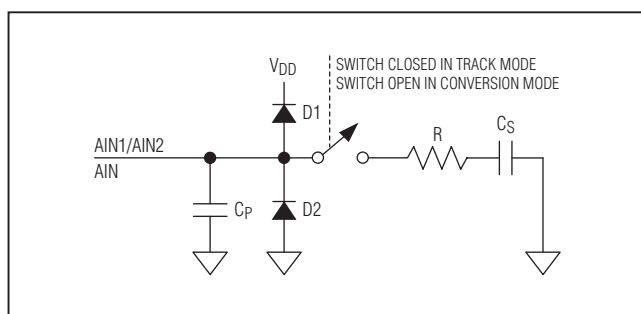 SWITCH CLOSED IN TRACK MODE
SWITCH OPEN IN CONVERSION MODE
VDD
D1
AIN1/AIN2
AIN
R
CS
CP
D2